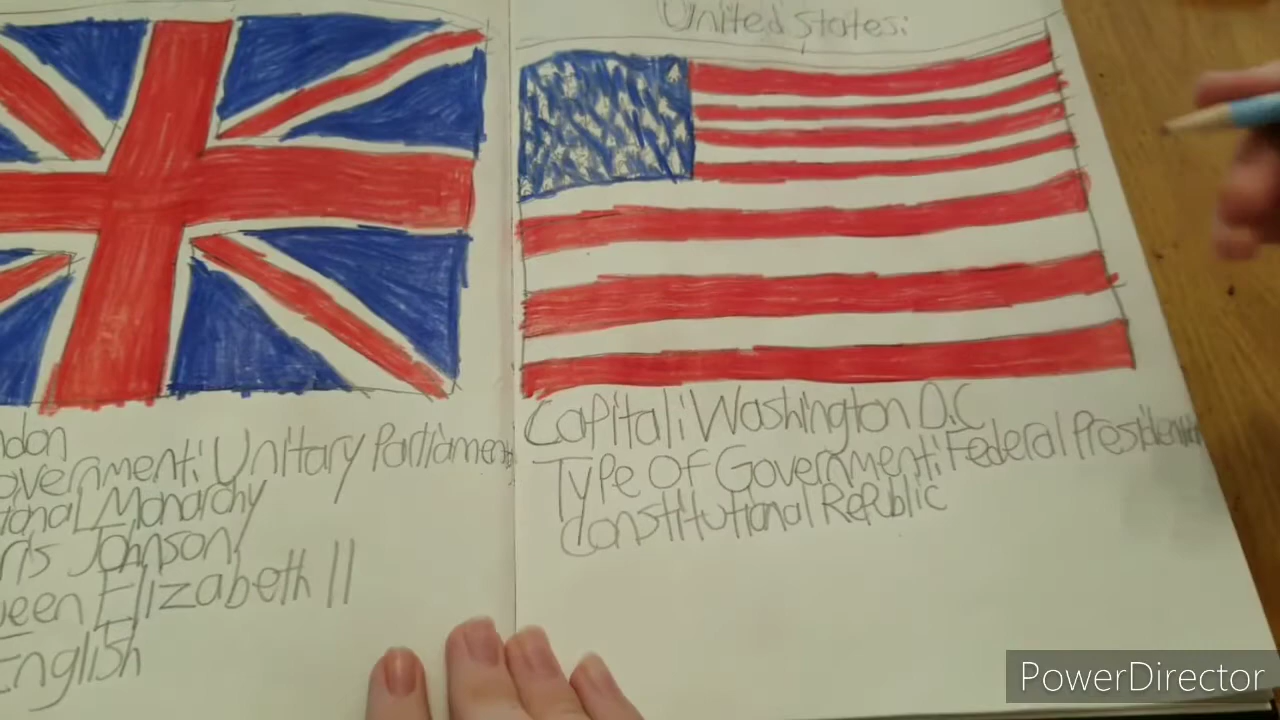 ndon
overnment: Unitary Parliament
tional Monarchy
ris Johnson
ueen Elizabeth II
English
United States:
Capital: Washington D.C
Type Of Government: Federal Presidential
Constitutional Republic
PowerDirector